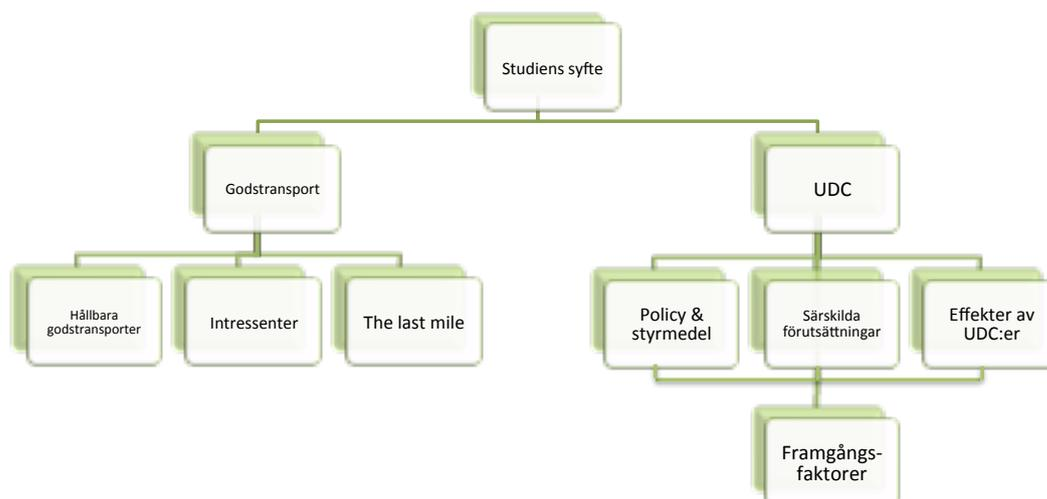 Studiens syfte
Godstransport
UDC
Hållbara
godstransporter
Intressenter
The last mile
Policy &
styrmedel
Särskilda
förutsättningar
Effekter av
UDC:er
Framgångs-
faktorer